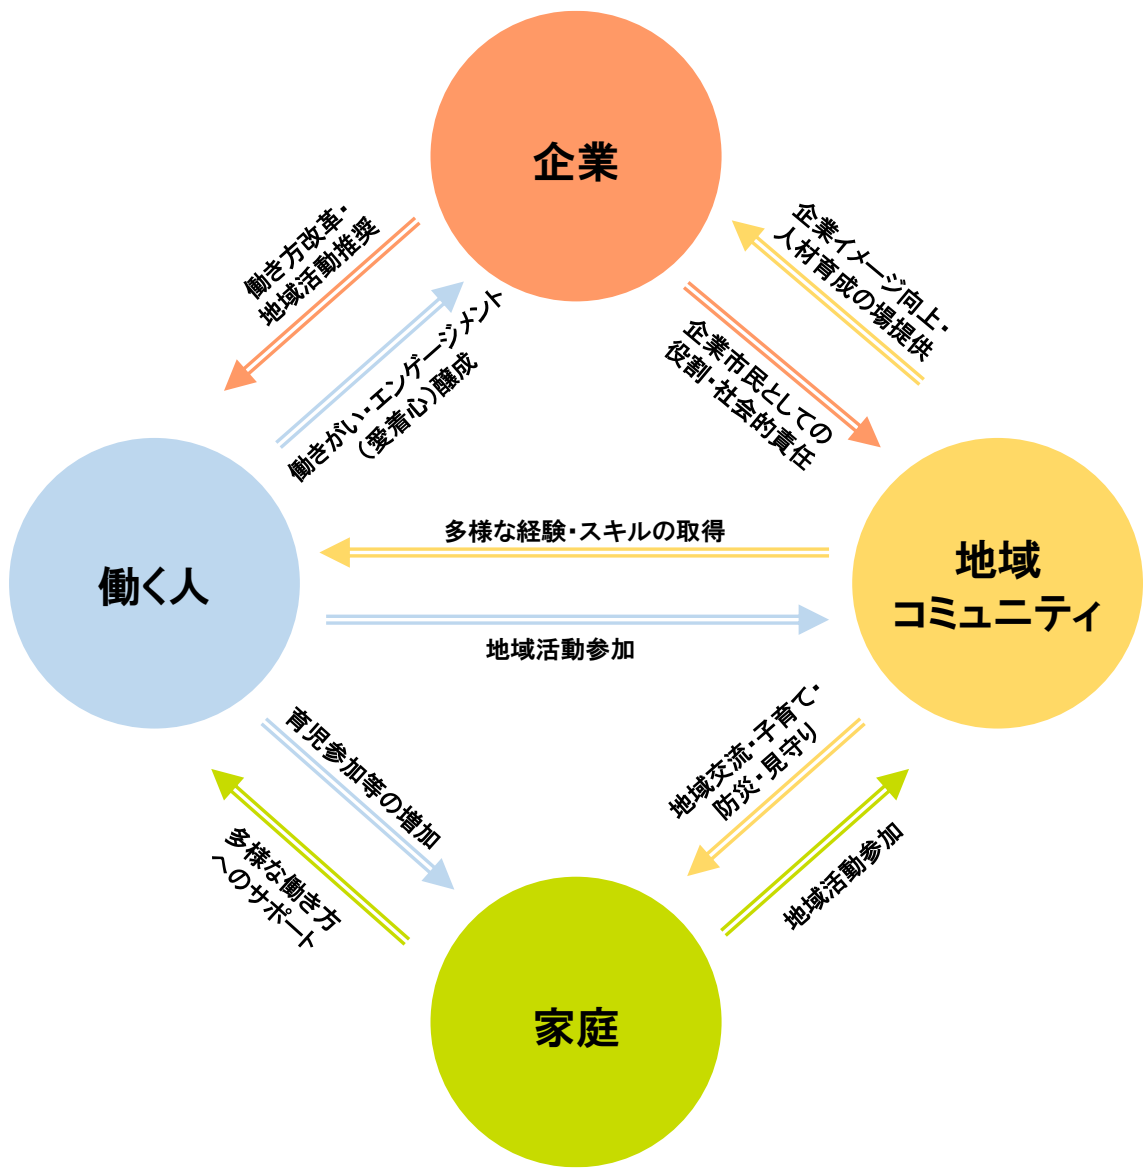 企業
働き方改革・
地域活動推奨
働きがい・エンゲージメント
（愛着心）醸成
企業イメージ向上・
人材育成の場提供
企業市民としての
役割・社会的責任
働く人
多様な経験・スキルの取得
地域活動参加
地域
コミュニティ
育児参加等の増加
多様な働き方
へのサポート
地域交流・子育て・
防災・見守り
地域活動参加
家庭